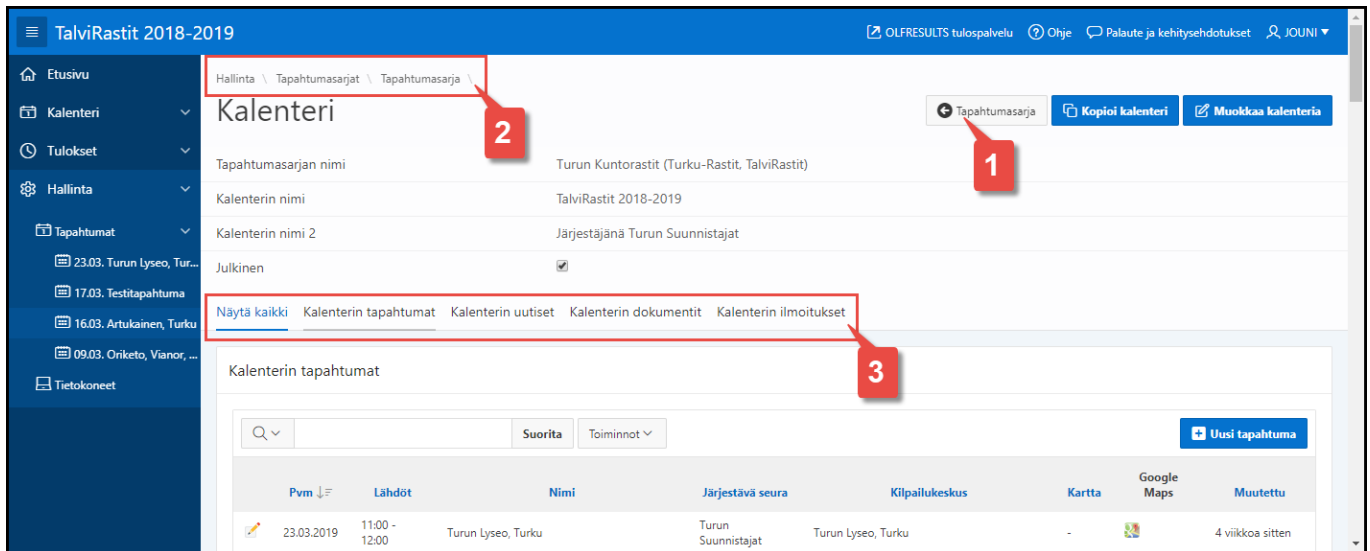 TalviRastit 2018-2019
OLFRESULTS tulospalvelu Ohje Palaute ja kehitysehdotukset JOUNI
Etusivu
Kalenteri
Tulokset
Hallinta
Tapahtumat
23.03. Turun Lyseo, Tur...
17.03. Testitapahtuma
16.03. Artukainen, Turku
09.03. Oriketo, Vianor, ...
Tietokoneet
Hallinta \ Tapahtumasarjat \ Tapahtumasarja \
2
Kalenteri
Tapahtumasarja Kopioi kalenteri Muokkaa kalenteria
1
Tapahtumasarjan nimi Turun Kuntorastit (Turku-Rastit, TalviRastit)
Kalenterin nimi TalviRastit 2018-2019
Kalenterin nimi 2 Järjestäjänä Turun Suunnistajat
Julkinen
Näytä kaikki Kalenterin tapahtumat Kalenterin uutiset Kalenterin dokumentit Kalenterin ilmoitukset
3
Kalenterin tapahtumat
Suorita Toiminnot Uusi tapahtuma
Pvm Lähdöt Nimi Järjestävä seura Kilpailukeskus Kartta Google Maps Muutettu
23.03.2019 11:00 - 12:00 Turun Lyseo, Turku Turun Suunnistajat Turun Lyseo, Turku - 4 viikkoa sitten